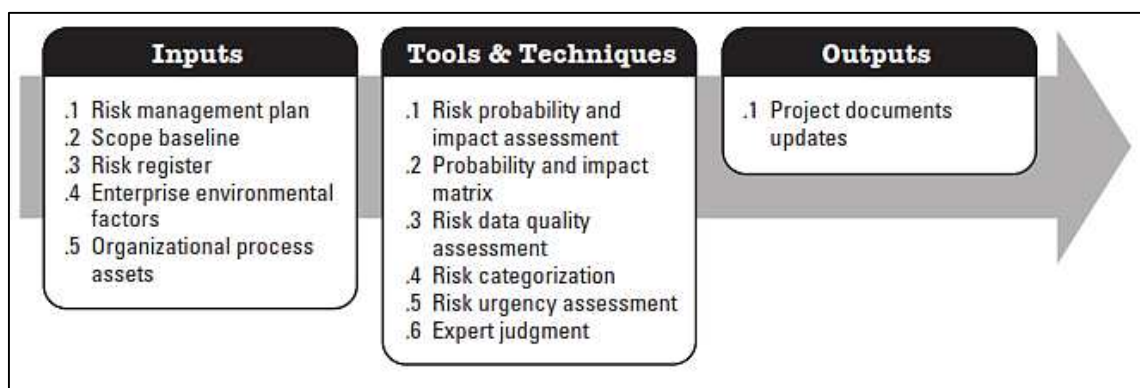 Inputs
.1 Risk management plan
.2 Scope baseline
.3 Risk register
.4 Enterprise environmental
factors
.5 Organizational process
assets
Tools & Techniques
.1 Risk probability and
impact assessment
.2 Probability and impact
matrix
.3 Risk data quality
assessment
.4 Risk categorization
.5 Risk urgency assessment
.6 Expert judgment
Outputs
.1 Project documents
updates